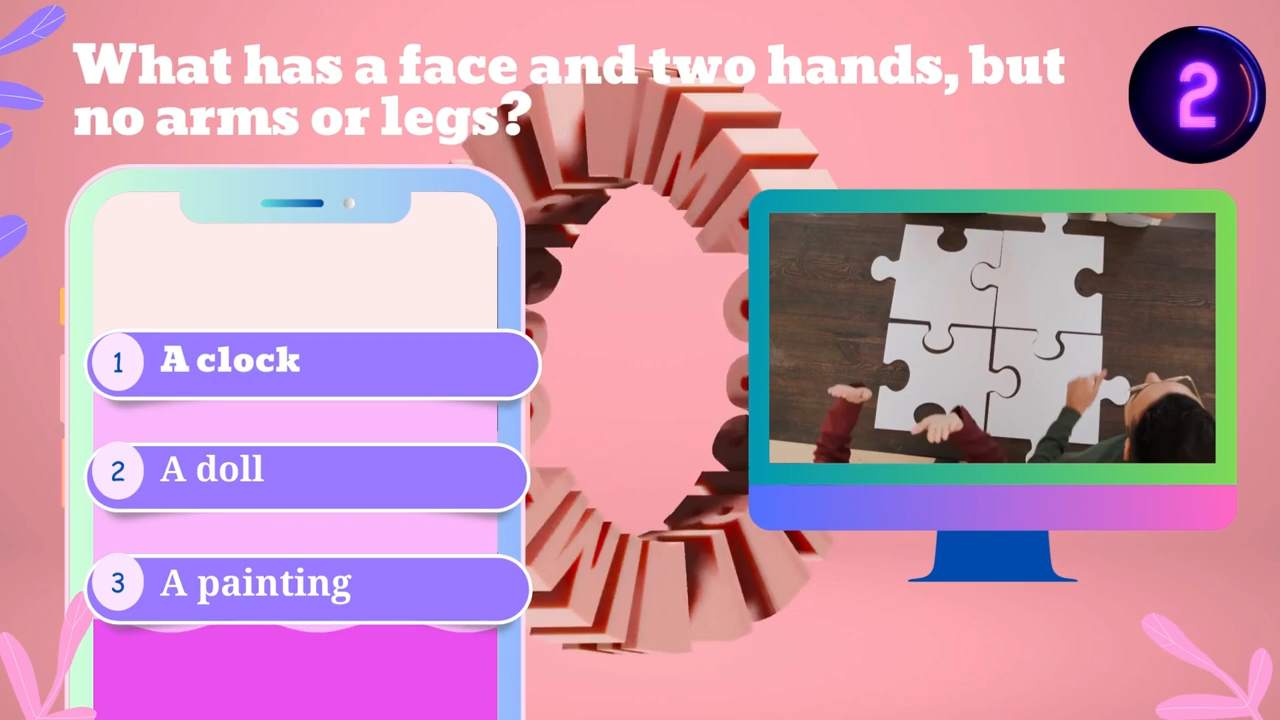 What has a face and two hands, but
no arms or legs?
2
1 A clock
2 A doll
3 A painting